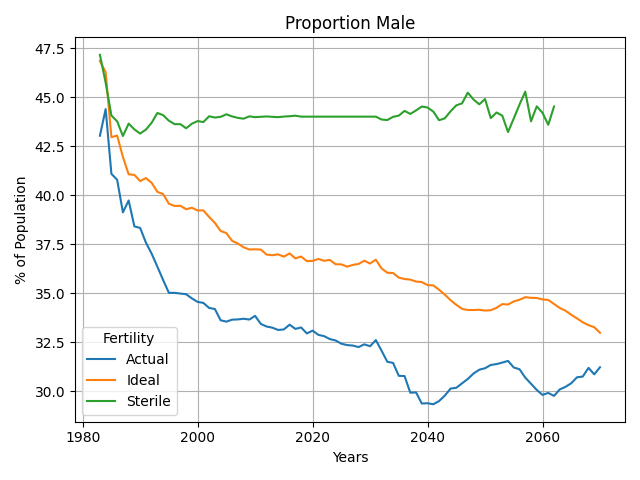 Proportion Male
47.5
45.0
42.5
40.0
37.5
35.0
32.5
30.0
% of Population
Fertility
Actual
Ideal
Sterile
1980 2000 2020 2040 2060
Years